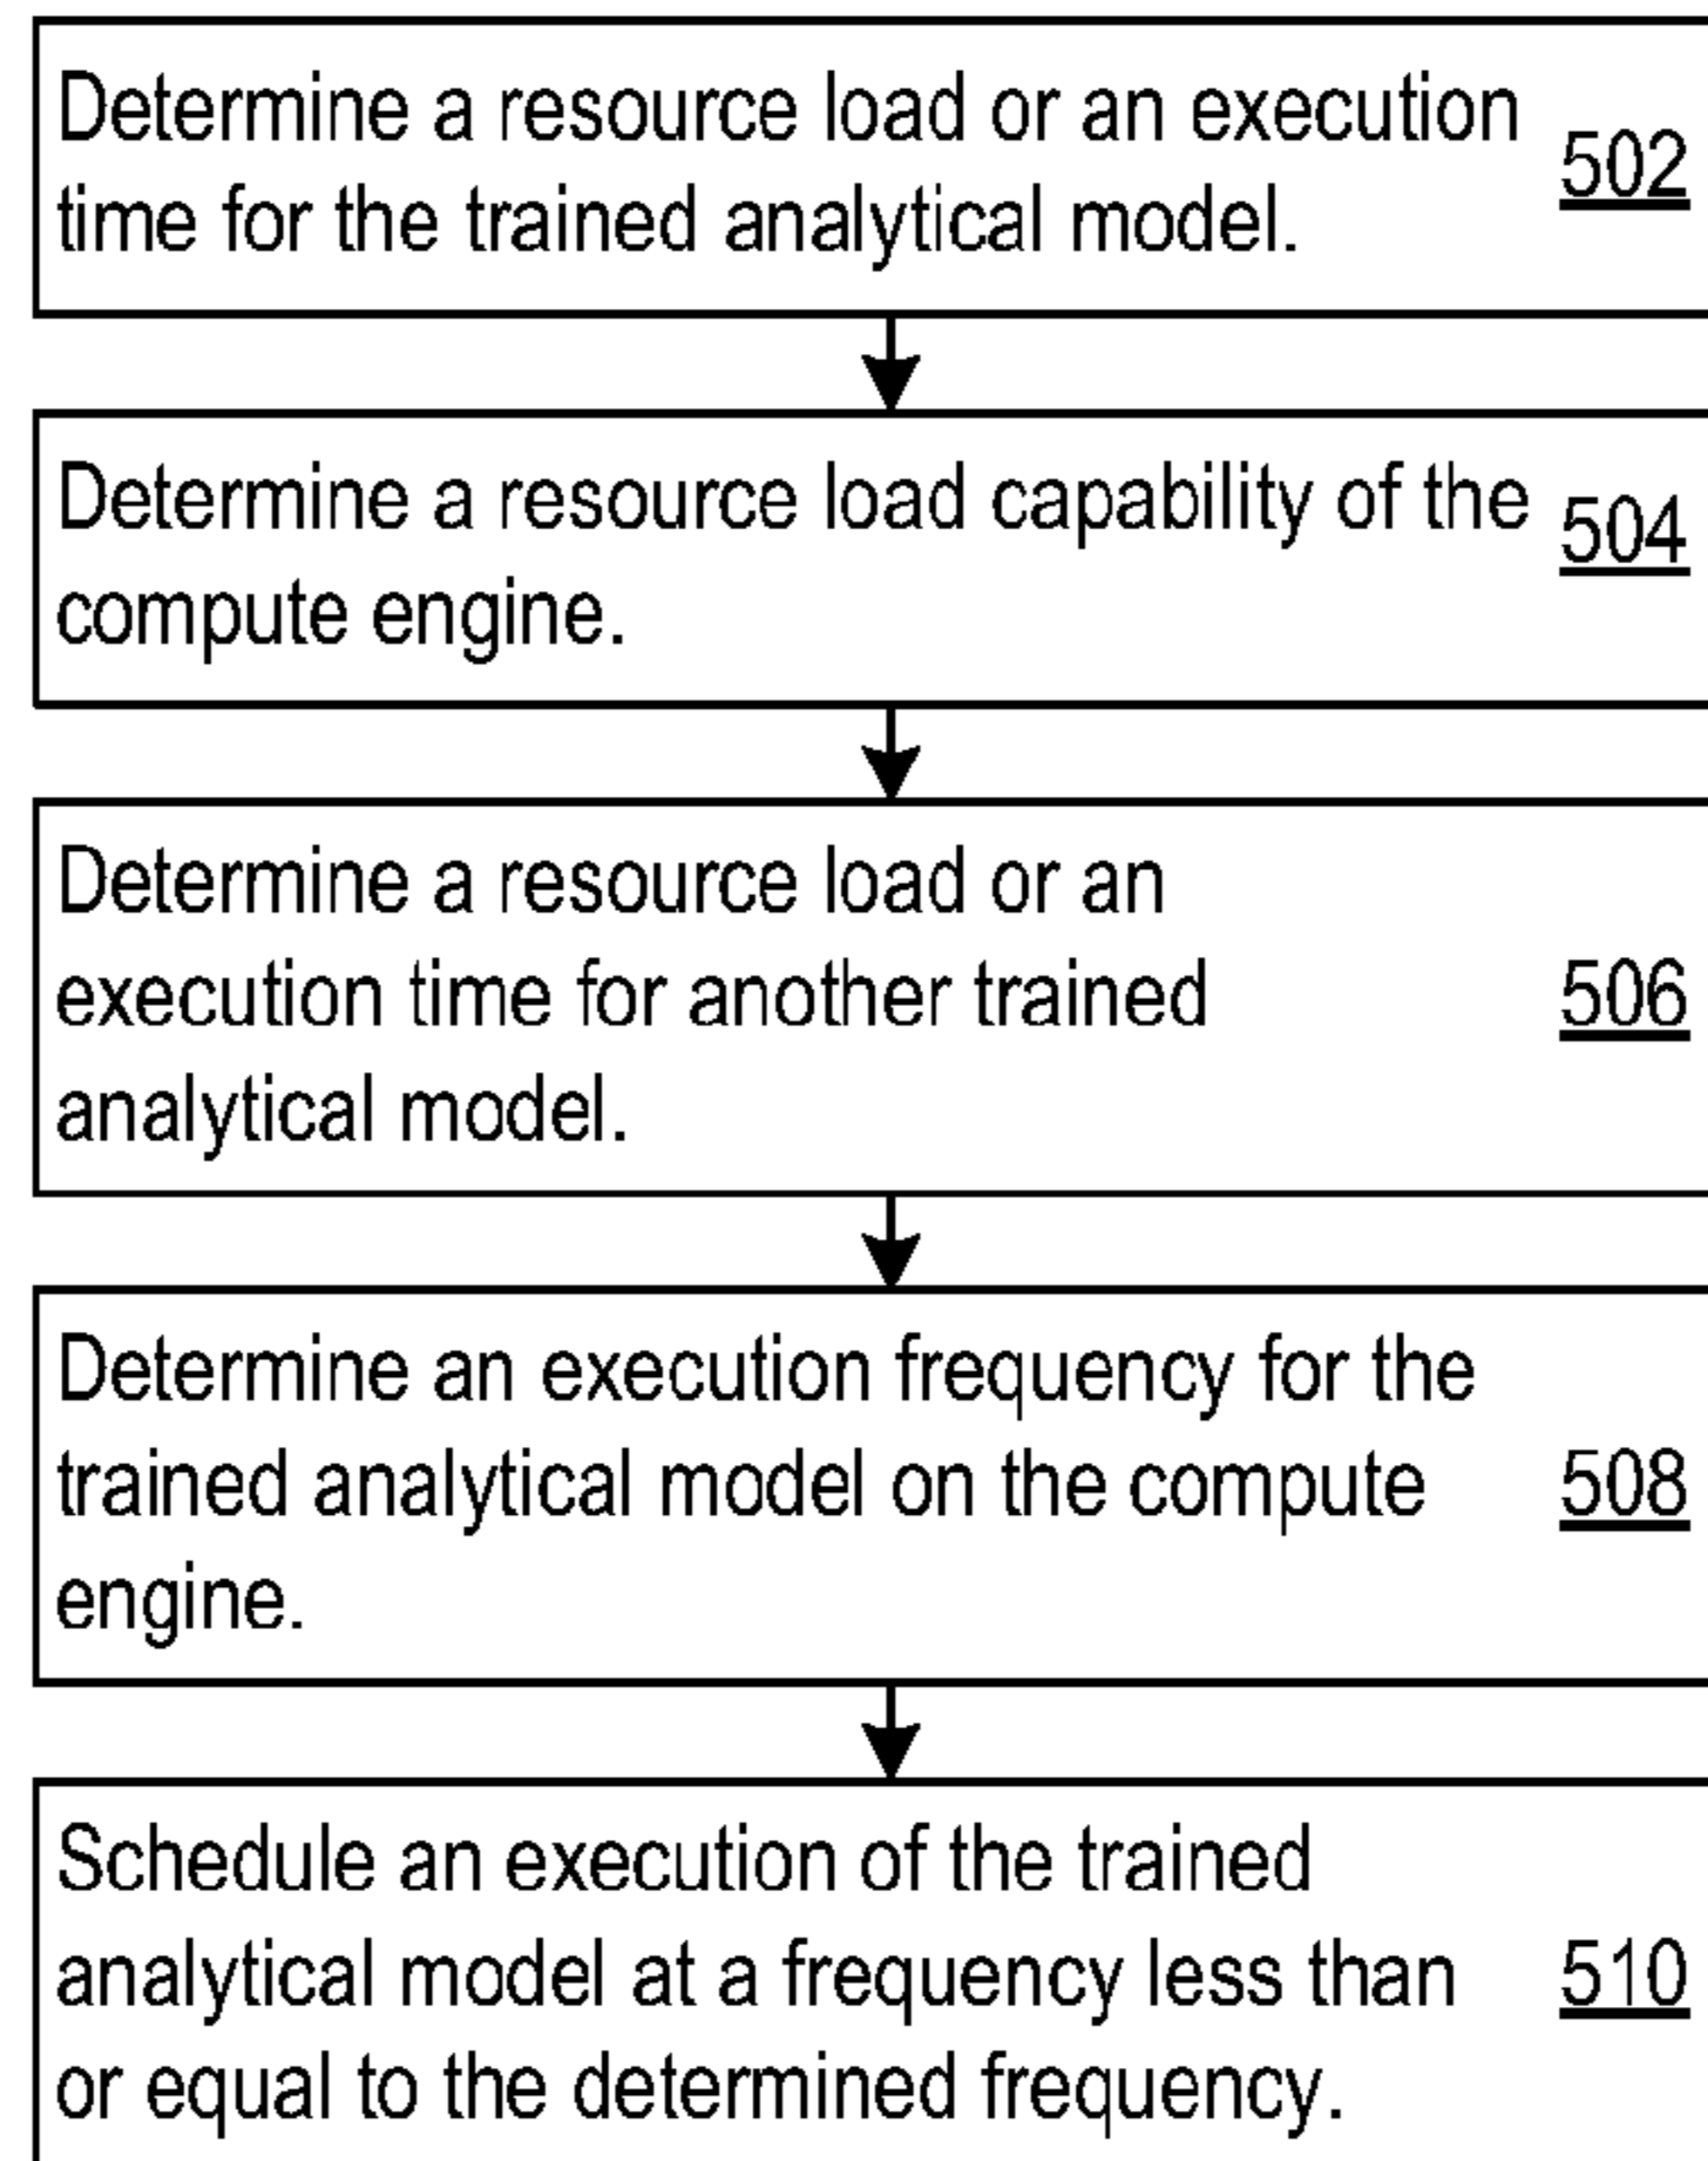 Determine a resource load or an execution
time for the trained analytical model.
502
Determine a resource load capability of the
compute engine.
504
Determine a resource load or an
execution time for another trained
analytical model.
506
Determine an execution frequency for the
trained analytical model on the compute
engine.
508
Schedule an execution of the trained
analytical model at a frequency less than
or equal to the determined frequency.
510